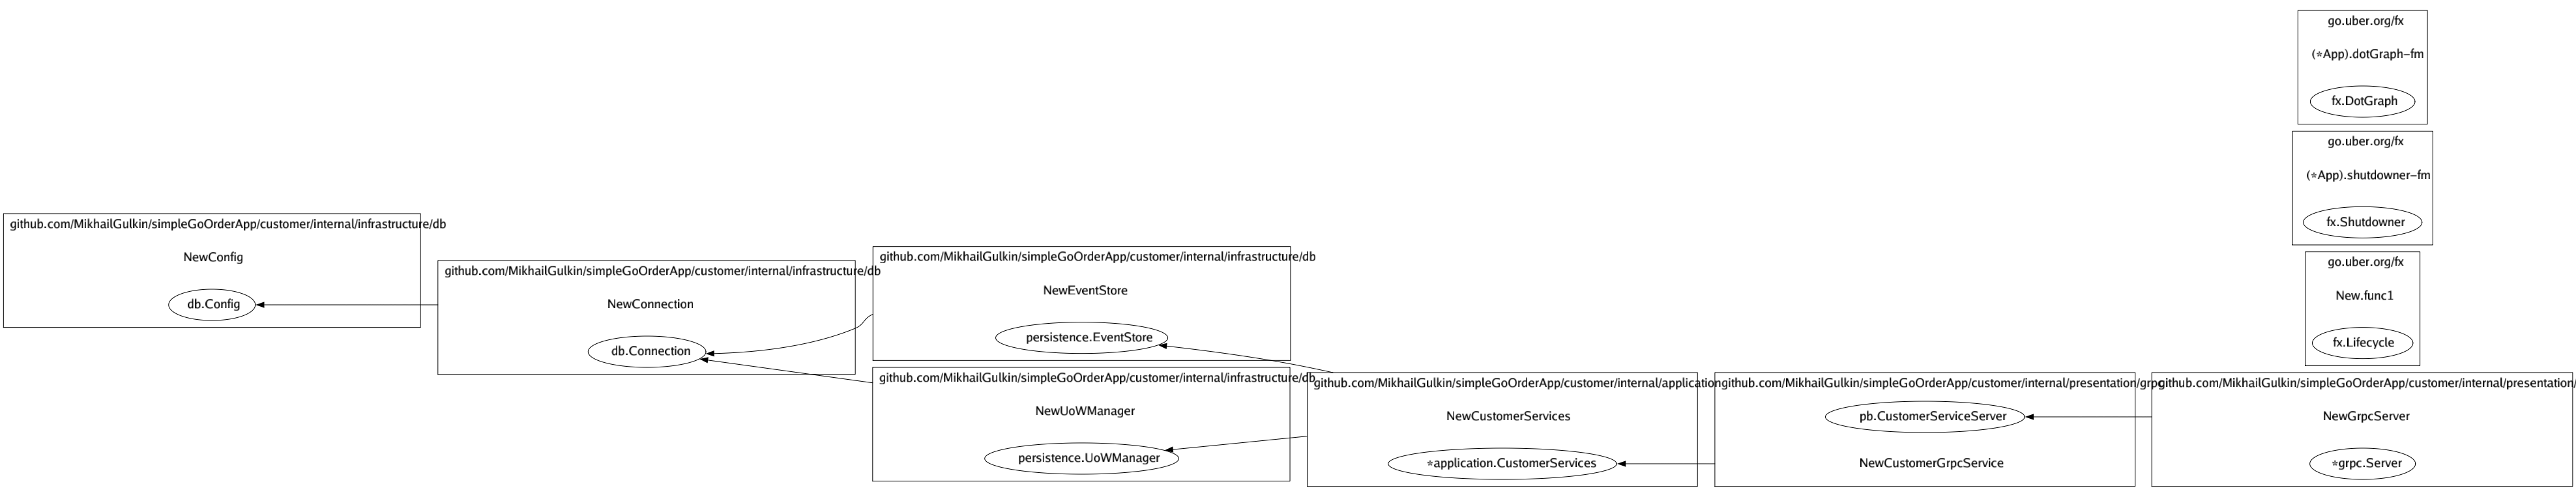 go.uber.org/fx
(*App).dotGraph-fm
fx.DotGraph
go.uber.org/fx
(*App).shutdowner-fm
fx.Shutdowner
go.uber.org/fx
New.func1
fx.Lifecycle
github.com/MikhailGulkin/simpleGoOrderApp/customer/internal/infrastructure/db
NewConfig
db.Config
github.com/MikhailGulkin/simpleGoOrderApp/customer/internal/infrastructure/db
NewConnection
db.Connection
github.com/MikhailGulkin/simpleGoOrderApp/customer/internal/infrastructure/db
NewEventStore
persistence.EventStore
github.com/MikhailGulkin/simpleGoOrderApp/customer/internal/infrastructure/db
NewUoWManager
persistence.UoWManager
github.com/MikhailGulkin/simpleGoOrderApp/customer/internal/application
NewCustomerServices
*application.CustomerServices
github.com/MikhailGulkin/simpleGoOrderApp/customer/internal/presentation/grpc
pb.CustomerServiceServer
NewCustomerGrpcService
github.com/MikhailGulkin/simpleGoOrderApp/customer/internal/presentation/
NewGrpcServer
*grpc.Server